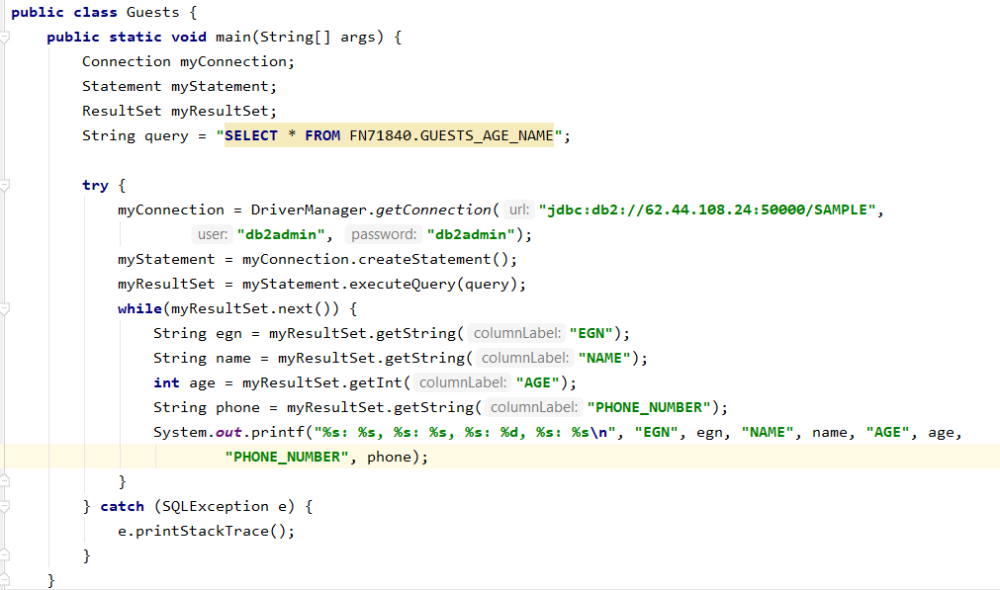 public class Guests {
public static void main(String[] args) {
Connection myConnection;
Statement myStatement;
ResultSet myResultSet;
String query = "SELECT * FROM FN71840.GUESTS_AGE_NAME";
try {
myConnection = DriverManager.getConnection( url: "jdbc:db2://62.44.108.24:50000/SAMPLE",
user: "db2admin", password: "db2admin");
myStatement = myConnection.createStatement();
myResultSet = myStatement.executeQuery(query);
while(myResultSet.next()) {
String egn = myResultSet.getString( columnLabel: "EGN");
String name = myResultSet.getString( columnLabel: "NAME");
int age = myResultSet.getInt( columnLabel: "AGE");
String phone = myResultSet.getString( columnLabel: "PHONE_NUMBER");
System.out.printf("%s: %s, %s: %s, %s: %d, %s: %s\n", "EGN", egn, "NAME", name, "AGE", age,
"PHONE_NUMBER", phone);
}
} catch (SQLException e) {
e.printStackTrace();
}
}